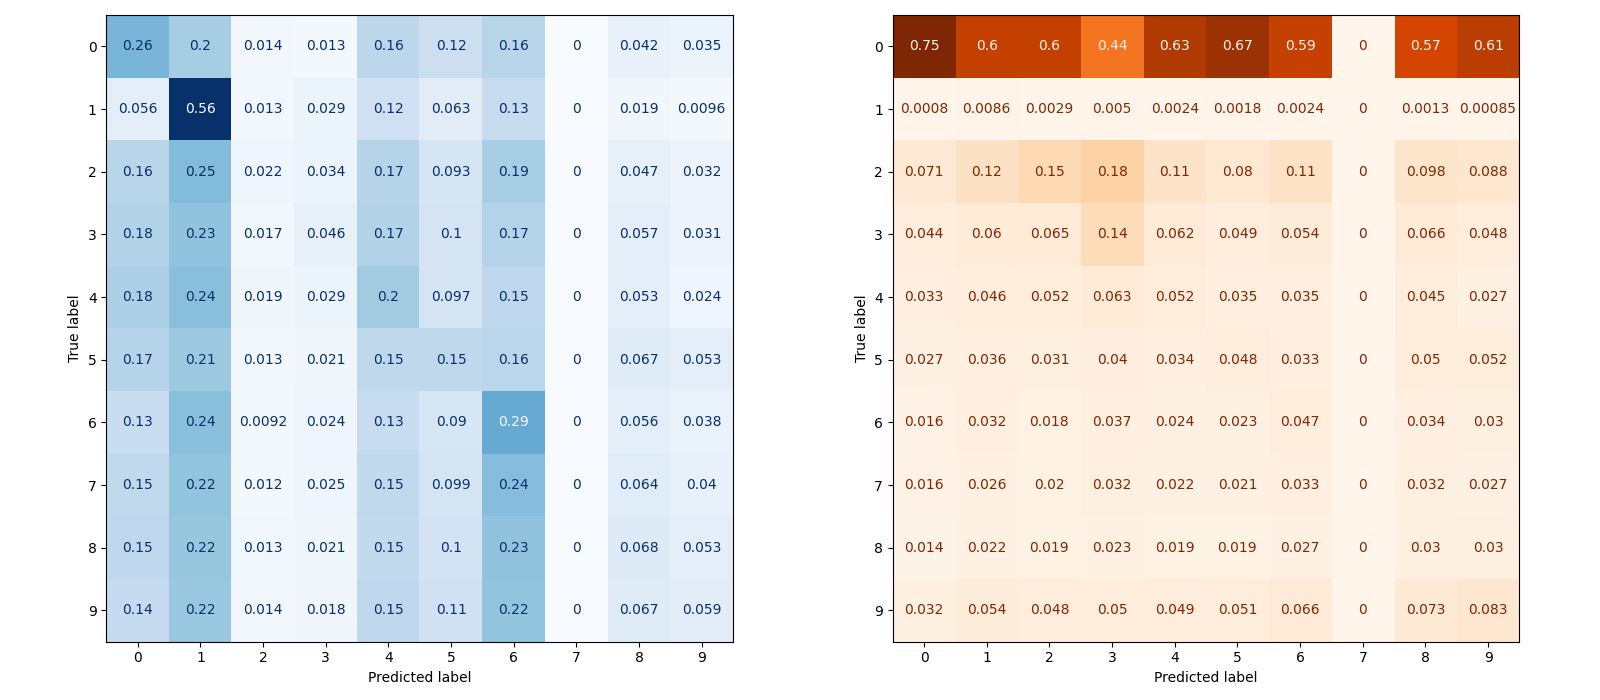 0 0.26 0.2 0.014 0.013 0.16 0.12 0.16 0 0.042 0.035
1 0.056 0.56 0.013 0.029 0.12 0.063 0.13 0 0.019 0.0096
2 0.16 0.25 0.022 0.034 0.17 0.093 0.19 0 0.047 0.032
3 0.18 0.23 0.017 0.046 0.17 0.1 0.17 0 0.057 0.031
4 0.18 0.24 0.019 0.029 0.2 0.097 0.15 0 0.053 0.024
True label
5 0.17 0.21 0.013 0.021 0.15 0.15 0.16 0 0.067 0.053
6 0.13 0.24 0.0092 0.024 0.13 0.09 0.29 0 0.056 0.038
7 0.15 0.22 0.012 0.025 0.15 0.099 0.24 0 0.064 0.04
8 0.15 0.22 0.013 0.021 0.15 0.1 0.23 0 0.068 0.053
9 0.14 0.22 0.014 0.018 0.15 0.11 0.22 0 0.067 0.059
0 1 2 3 4 5 6 7 8 9
Predicted label
0 0.75 0.6 0.6 0.44 0.63 0.67 0.59 0 0.57 0.61
1 0.0008 0.0086 0.0029 0.005 0.0024 0.0018 0.0024 0 0.0013 0.00085
2 0.071 0.12 0.15 0.18 0.11 0.08 0.11 0 0.098 0.088
3 0.044 0.06 0.065 0.14 0.062 0.049 0.054 0 0.066 0.048
4 0.033 0.046 0.052 0.063 0.052 0.035 0.035 0 0.045 0.027
True label
5 0.027 0.036 0.031 0.04 0.034 0.048 0.033 0 0.05 0.052
6 0.016 0.032 0.018 0.037 0.024 0.023 0.047 0 0.034 0.03
7 0.016 0.026 0.02 0.032 0.022 0.021 0.033 0 0.032 0.027
8 0.014 0.022 0.019 0.023 0.019 0.019 0.027 0 0.03 0.03
9 0.032 0.054 0.048 0.05 0.049 0.051 0.066 0 0.073 0.083
0 1 2 3 4 5 6 7 8 9
Predicted label